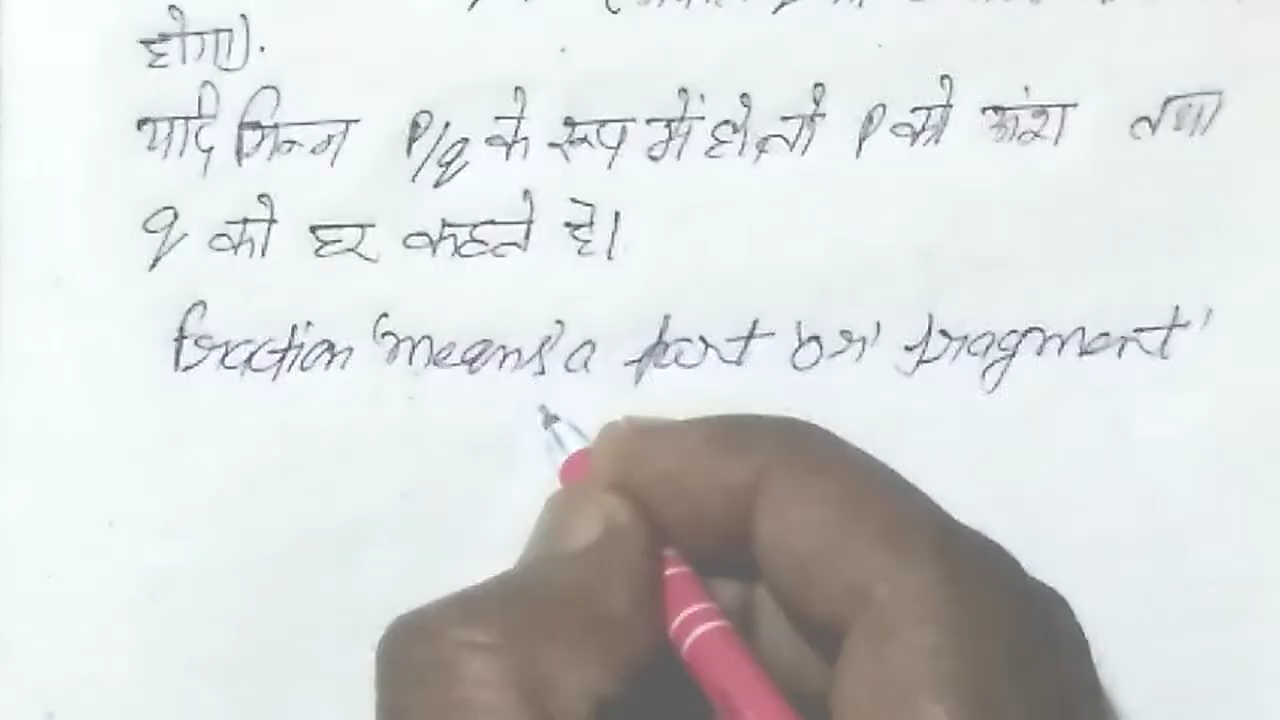 होगा).
यदि भिन्न P/q के रूप में हो तो P को अंश तथा
q को हर कहते है।
fraction 'means' a part or 'fragment'